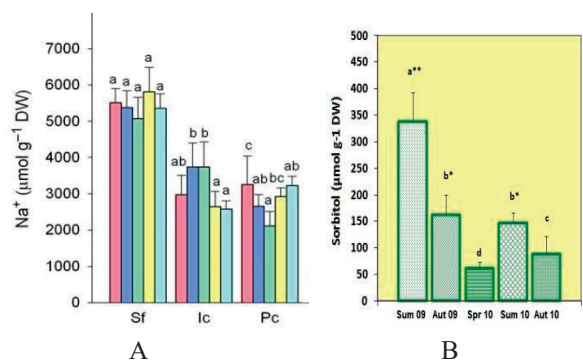 Na⁺ (µmol g⁻¹ DW)
7000
6000
5000
4000
3000
2000
1000
0
a a a a a
ab b b a a
c ab a bc ab
Sf Ic Pc
A
Sorbitol (µmol g-1 DW)
500
450
400
350
300
250
200
150
100
50
0
a** b* d b* c
Sum 09 Aut 09 Spr 10 Sum 10 Aut 10
B